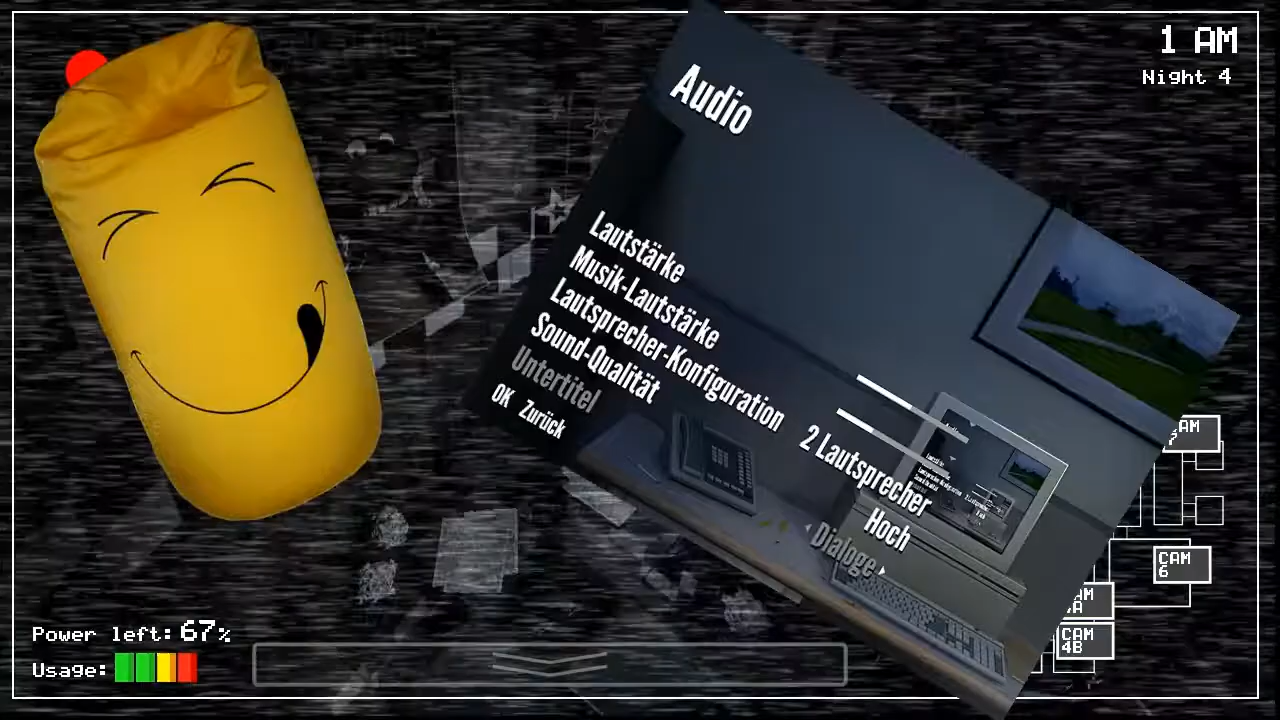 1 AM
Night 4
Audio
Lautstärke
Musik-Lautstärke
Lautsprecher-Konfiguration
2 Lautsprecher
Sound-Qualität
Hoch
Untertitel
Dialoge
OK Zurück
CAM
6
CAM
4B
Power left: 67%
Usage: